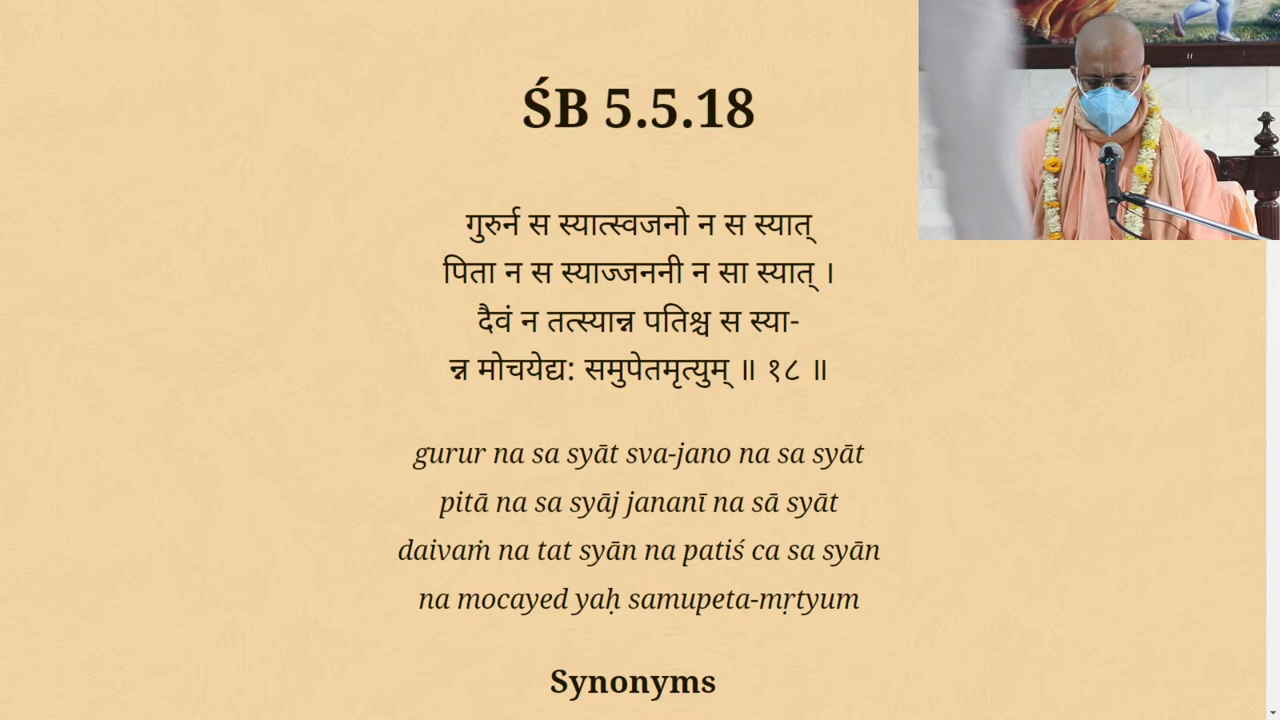 ŚB 5.5.18
गुरुर्न स स्यात्स्वजनो न स स्यात्
पिता न स स्याज्जननी न सा स्यात् ।
दैवं न तत्स्यान्न पतिश्च स स्या-
न्न मोचयेद्य: समुपेतमृत्युम् ॥ १८ ॥
gurur na sa syāt sva-jano na sa syāt
pitā na sa syāj jananī na sā syāt
daivaṁ na tat syān na patiś ca sa syān
na mocayed yaḥ samupeta-mṛtyum
Synonyms